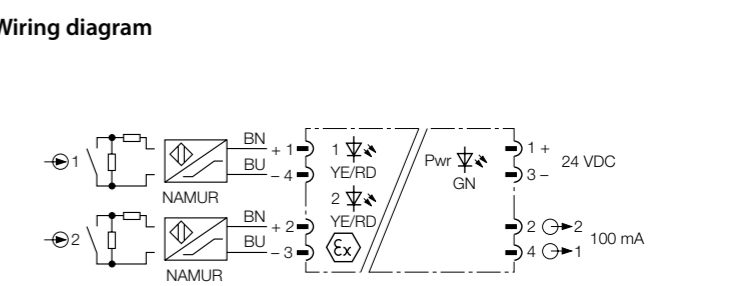 Wiring diagram
1
BN
+ 1
BU
– 4
NAMUR
2
BN
+ 2
BU
– 3
NAMUR
1
YE/RD
2
YE/RD
Ex
Pwr
GN
1 +
3 –
24 VDC
2 2
4 1
100 mA